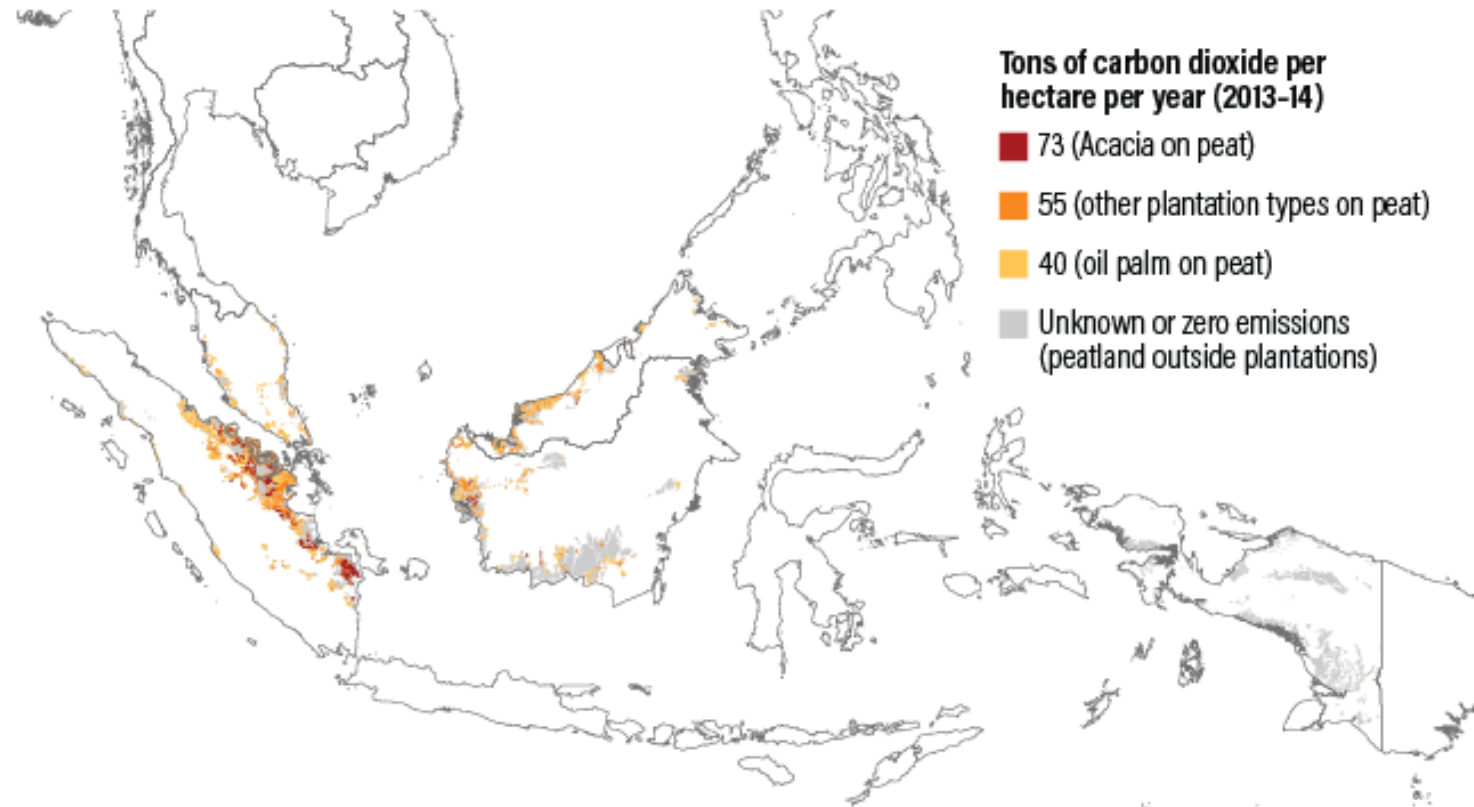 Tons of carbon dioxide per
hectare per year (2013–14)
73 (Acacia on peat)
55 (other plantation types on peat)
40 (oil palm on peat)
Unknown or zero emissions
(peatland outside plantations)